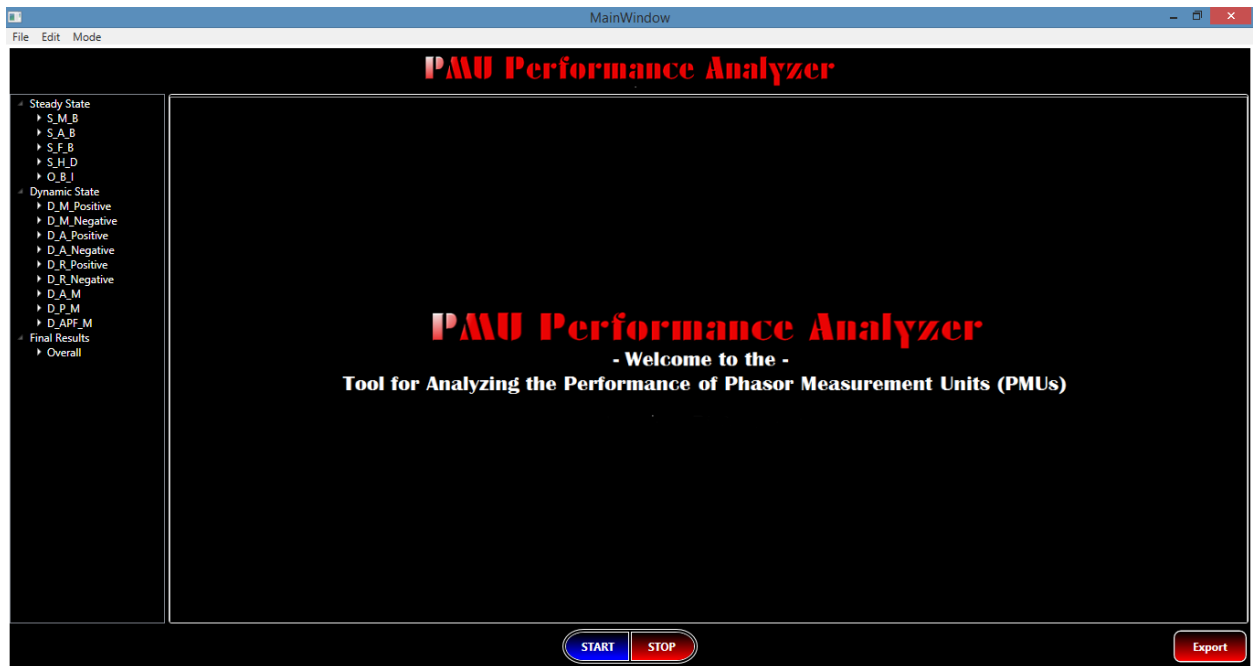 MainWindow
File Edit Mode
PMU Performance Analyzer
Steady State
S_M_B
S_A_B
S_F_B
S_H_D
O_B_I
Dynamic State
D_M_Positive
D_M_Negative
D_A_Positive
D_A_Negative
D_R_Positive
D_R_Negative
D_A_M
D_P_M
D_APF_M
Final Results
Overall
PMU Performance Analyzer
- Welcome to the -
Tool for Analyzing the Performance of Phasor Measurement Units (PMUs)
START STOP
Export